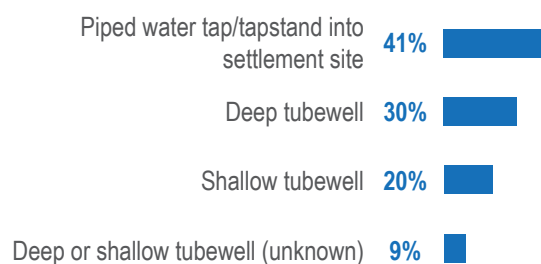 Piped water tap/tapstand into
settlement site 41%
Deep tubewell 30%
Shallow tubewell 20%
Deep or shallow tubewell (unknown) 9%